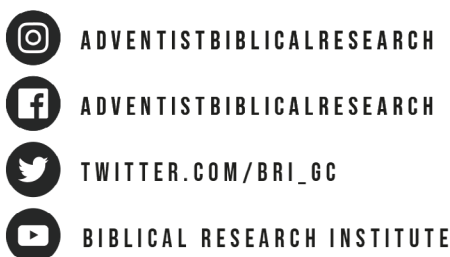 ADVENTISTBIBLICALRESEARCH
ADVENTISTBIBLICALRESEARCH
TWITTER.COM/BRI_GC
BIBLICAL RESEARCH INSTITUTE